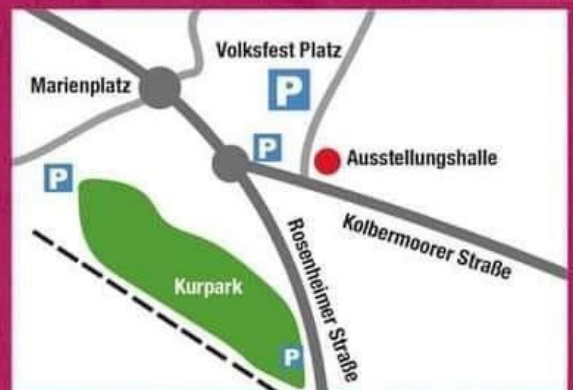 Volksfest Platz
Marienplatz
P
P
Ausstellungshalle
P
Kolbermoorer Straße
Rosenheimer Straße
Kurpark
P